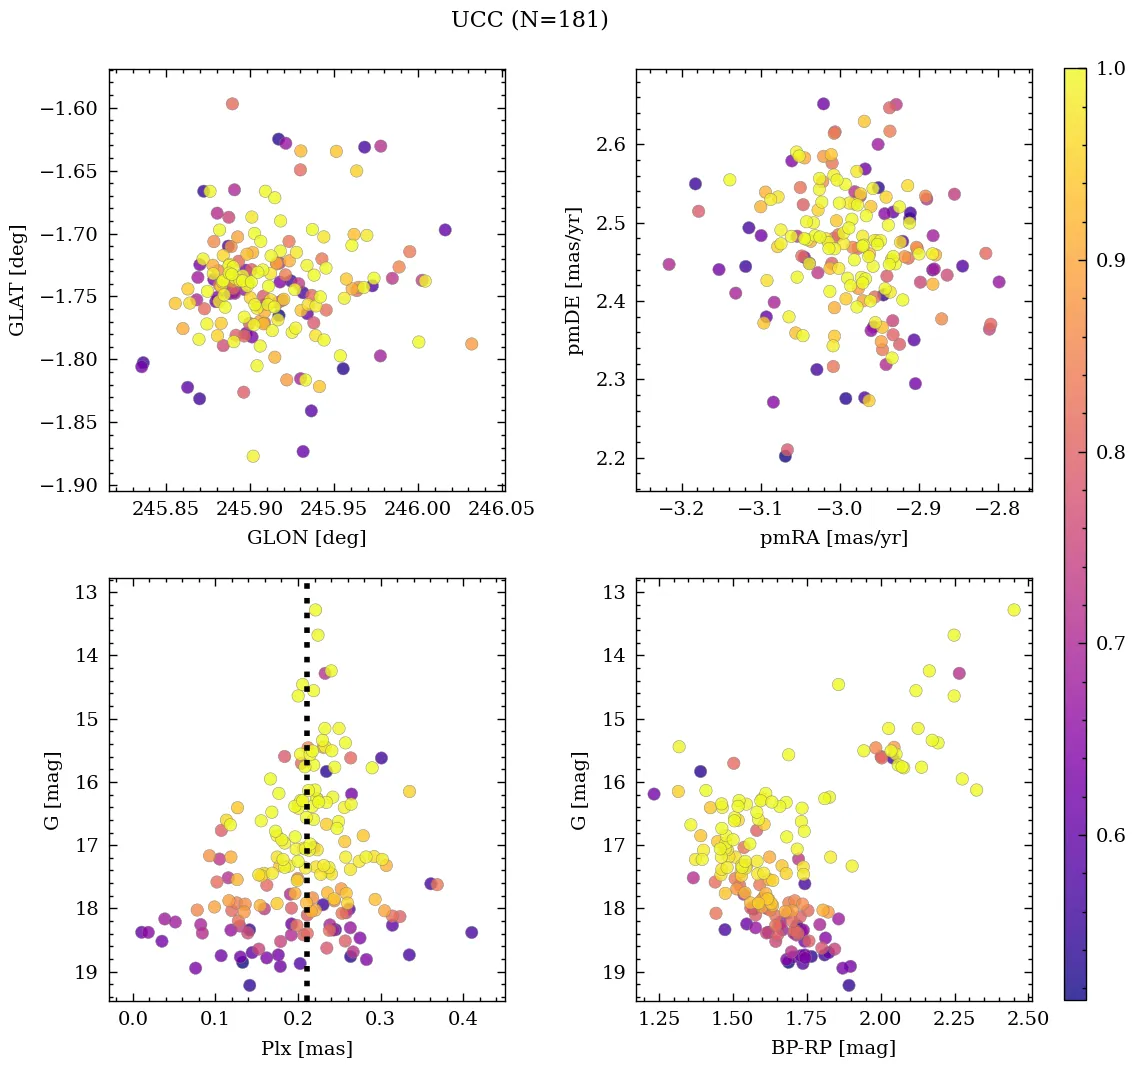 UCC (N=181)
−1.60
−1.65
−1.70
−1.75
−1.80
−1.85
−1.90
GLAT [deg]
245.85 245.90 245.95 246.00 246.05
GLON [deg]
2.6
2.5
2.4
2.3
2.2
pmDE [mas/yr]
−3.2 −3.1 −3.0 −2.9 −2.8
pmRA [mas/yr]
13
14
15
16
17
18
19
G [mag]
0.0 0.1 0.2 0.3 0.4
Plx [mas]
13
14
15
16
17
18
19
G [mag]
1.25 1.50 1.75 2.00 2.25 2.50
BP-RP [mag]
1.0
0.9
0.8
0.7
0.6